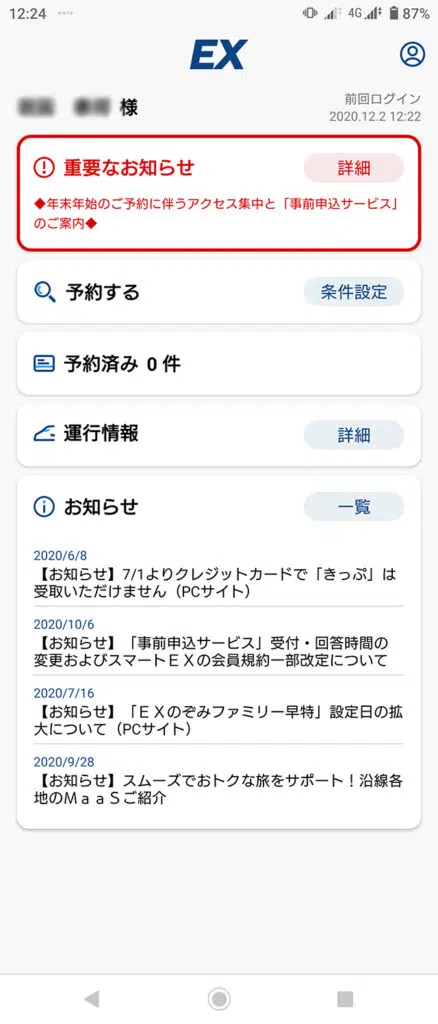 12:24
4G 87%
EX
様
前回ログイン
2020.12.2 12:22
重要なお知らせ
詳細
◆年末年始のご予約に伴うアクセス集中と「事前申込サービス」
のご案内◆
予約する
条件設定
予約済み 0 件
運行情報
詳細
お知らせ
一覧
2020/6/8
【お知らせ】7/1よりクレジットカードで「きっぷ」は
受取いただけません（PCサイト）
2020/10/6
【お知らせ】「事前申込サービス」受付・回答時間の
変更およびスマートＥＸの会員規約一部改定について
2020/7/16
【お知らせ】「ＥＸのぞみファミリー早特」設定日の拡
大について（PCサイト）
2020/9/28
【お知らせ】スムーズでおトクな旅をサポート！沿線各
地のＭａａＳご紹介